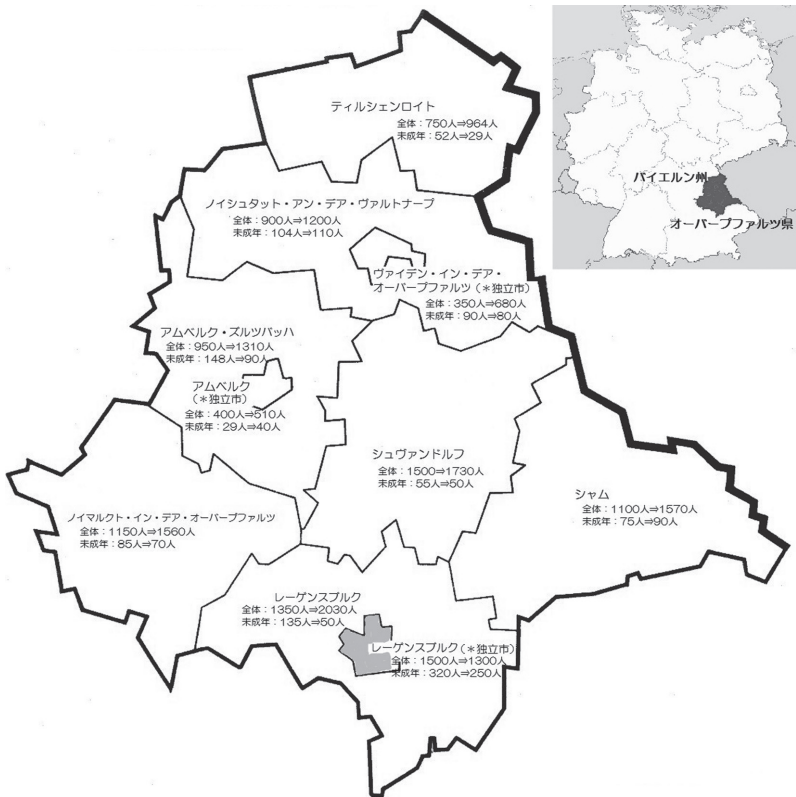 ティルシェンロイト
全体：750人⇒964人
未成年：52人⇒29人
ノイシュタット・アン・デア・ヴァルトナープ
全体：900人⇒1200人
未成年：104人⇒110人
ヴァイデン・イン・デア・
オーバープファルツ（＊独立市）
全体：350人⇒680人
未成年：90人⇒80人
アムベルク・ズルツバッハ
全体：950人⇒1310人
未成年：148人⇒90人
アムベルク
（＊独立市）
全体：400人⇒510人
未成年：29人⇒40人
シュヴァンドルフ
全体：1500⇒1730人
未成年：55人⇒50人
シャム
全体：1100人⇒1570人
未成年：75人⇒90人
ノイマルクト・イン・デア・オーバープファルツ
全体：1150人⇒1560人
未成年：85人⇒70人
レーゲンスブルク
全体：1350人⇒2030人
未成年：135人⇒50人
レーゲンスブルク（＊独立市）
全体：1500人⇒1300人
未成年：320人⇒250人
バイエルン州
オーバープファルツ県